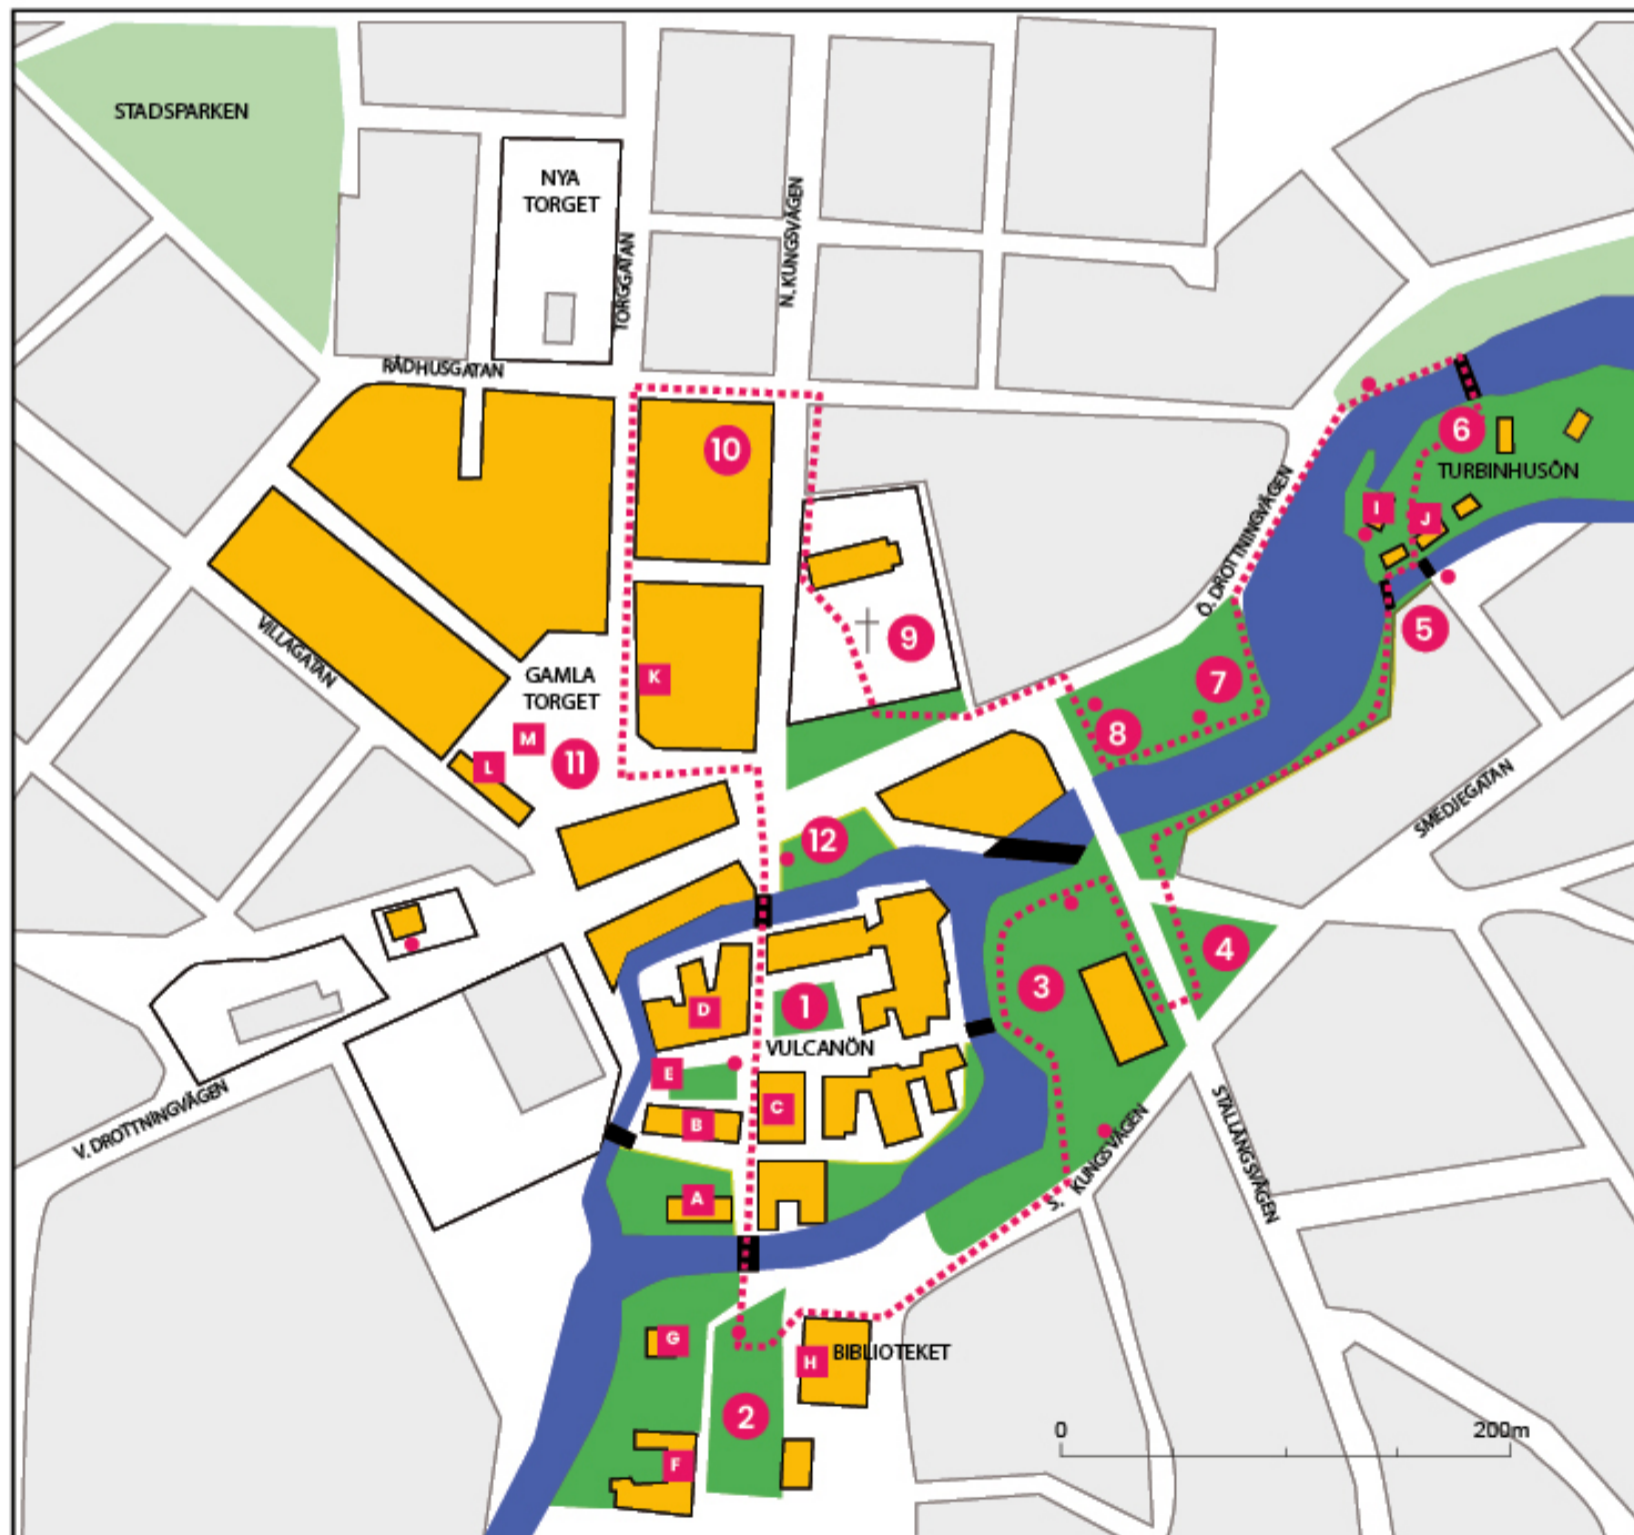 STADSPARKEN
NYA
TORGET
TORGGATAN
N. KUNGSVÄGEN
RÅDHUSGATAN
10
6
TURBINHUSÖN
I
J
Ö. DROTTNINGVÄGEN
VILLAGATAN
GAMLA
TORGET
K
9
5
7
8
M
L
11
12
SMEDJEGATAN
4
3
D
1
VULCANÖN
E
C
B
V. DROTTNINGVÄGEN
A
S. KUNGSVÄGEN
STALLÄNGSVÄGEN
G
H
BIBLIOTEKET
2
F
0
200m